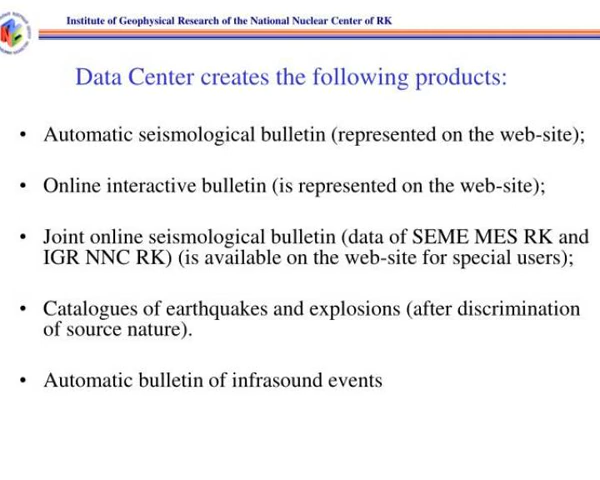 Institute of Geophysical Research of the National Nuclear Center of RK
Data Center creates the following products:
• Automatic seismological bulletin (represented on the web-site);
• Online interactive bulletin (is represented on the web-site);
• Joint online seismological bulletin (data of SEME MES RK and
IGR NNC RK) (is available on the web-site for special users);
• Catalogues of earthquakes and explosions (after discrimination
of source nature).
• Automatic bulletin of infrasound events